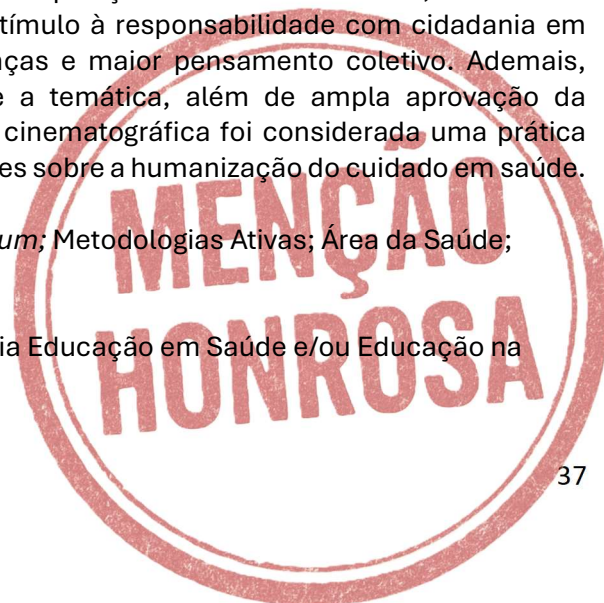 tímulo à responsabilidade com cidadania em
nças e maior pensamento coletivo. Ademais,
e a temática, além de ampla aprovação da
cinematográfica foi considerada uma prática
es sobre a humanização do cuidado em saúde.
um; Metodologias Ativas; Área da Saúde;
ia Educação em Saúde e/ou Educação na
MENÇÃO
HONROSA
37